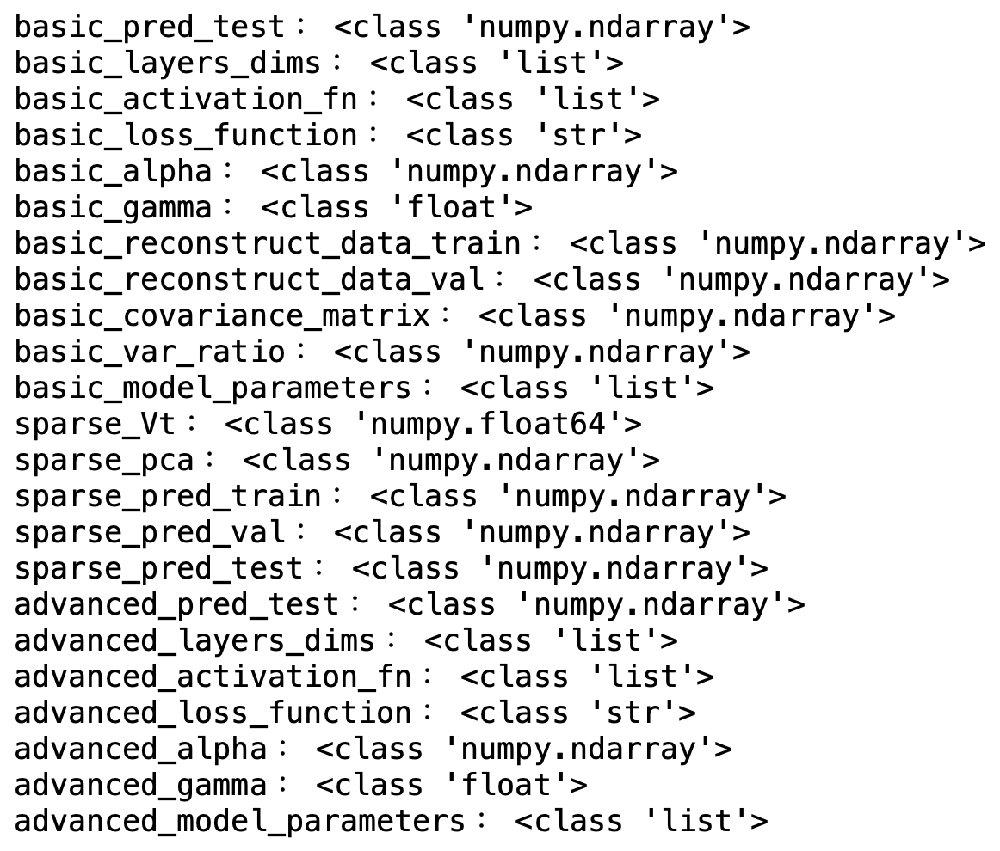 basic_pred_test： <class 'numpy.ndarray'>
basic_layers_dims： <class 'list'>
basic_activation_fn： <class 'list'>
basic_loss_function： <class 'str'>
basic_alpha： <class 'numpy.ndarray'>
basic_gamma： <class 'float'>
basic_reconstruct_data_train： <class 'numpy.ndarray'>
basic_reconstruct_data_val： <class 'numpy.ndarray'>
basic_covariance_matrix： <class 'numpy.ndarray'>
basic_var_ratio： <class 'numpy.ndarray'>
basic_model_parameters： <class 'list'>
sparse_Vt： <class 'numpy.float64'>
sparse_pca： <class 'numpy.ndarray'>
sparse_pred_train： <class 'numpy.ndarray'>
sparse_pred_val： <class 'numpy.ndarray'>
sparse_pred_test： <class 'numpy.ndarray'>
advanced_pred_test： <class 'numpy.ndarray'>
advanced_layers_dims： <class 'list'>
advanced_activation_fn： <class 'list'>
advanced_loss_function： <class 'str'>
advanced_alpha： <class 'numpy.ndarray'>
advanced_gamma： <class 'float'>
advanced_model_parameters： <class 'list'>